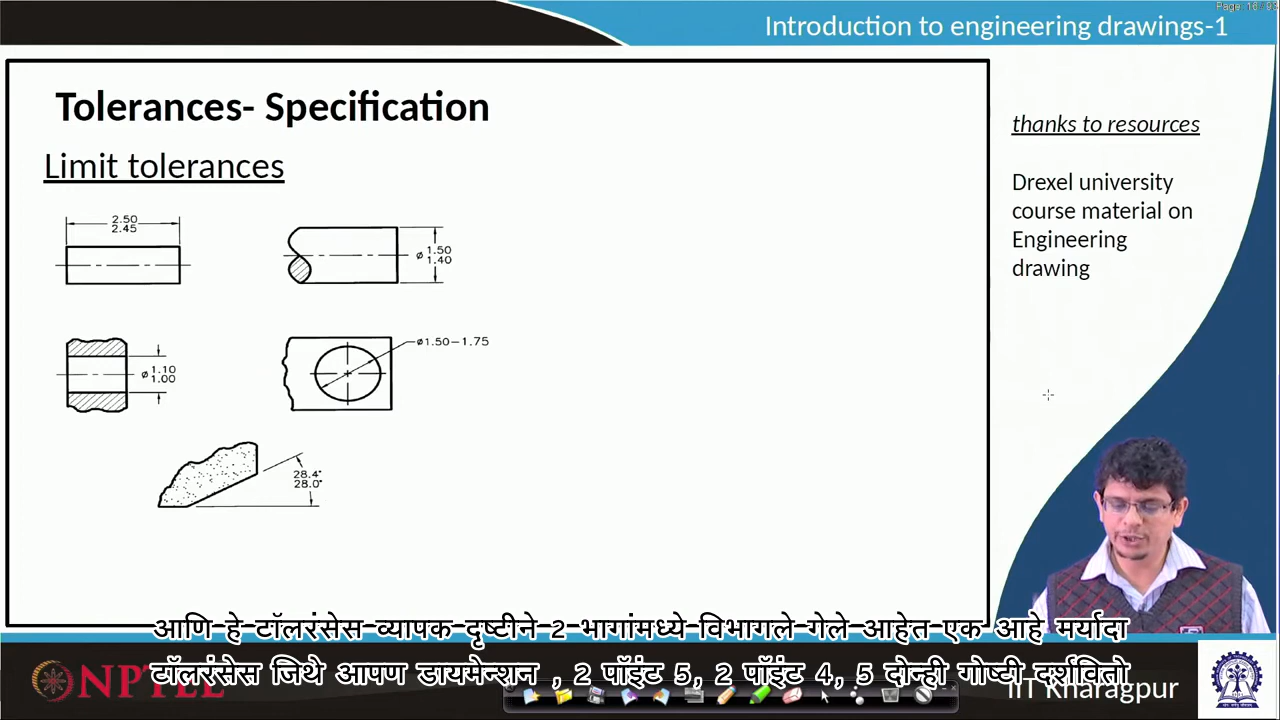 Page: 16/93
Introduction to engineering drawings-1
Tolerances- Specification
Limit tolerances
2.50
2.45
ø 1.50
1.40
ø 1.10
1.00
ø1.50—1.75
28.4°
28.0°
thanks to resources
Drexel university
course material on
Engineering
drawing
आणि हे टॉलरंसेस व्यापक दृष्टीने 2 भागांमध्ये विभागले गेले आहेत एक आहे मर्यादा
टॉलरंसेस जिथे आपण डायमेन्शन , 2 पॉइंट 5, 2 पॉइंट 4, 5 दोन्ही गोष्टी दर्शवितो
NPTEL
IIT Kharagpur